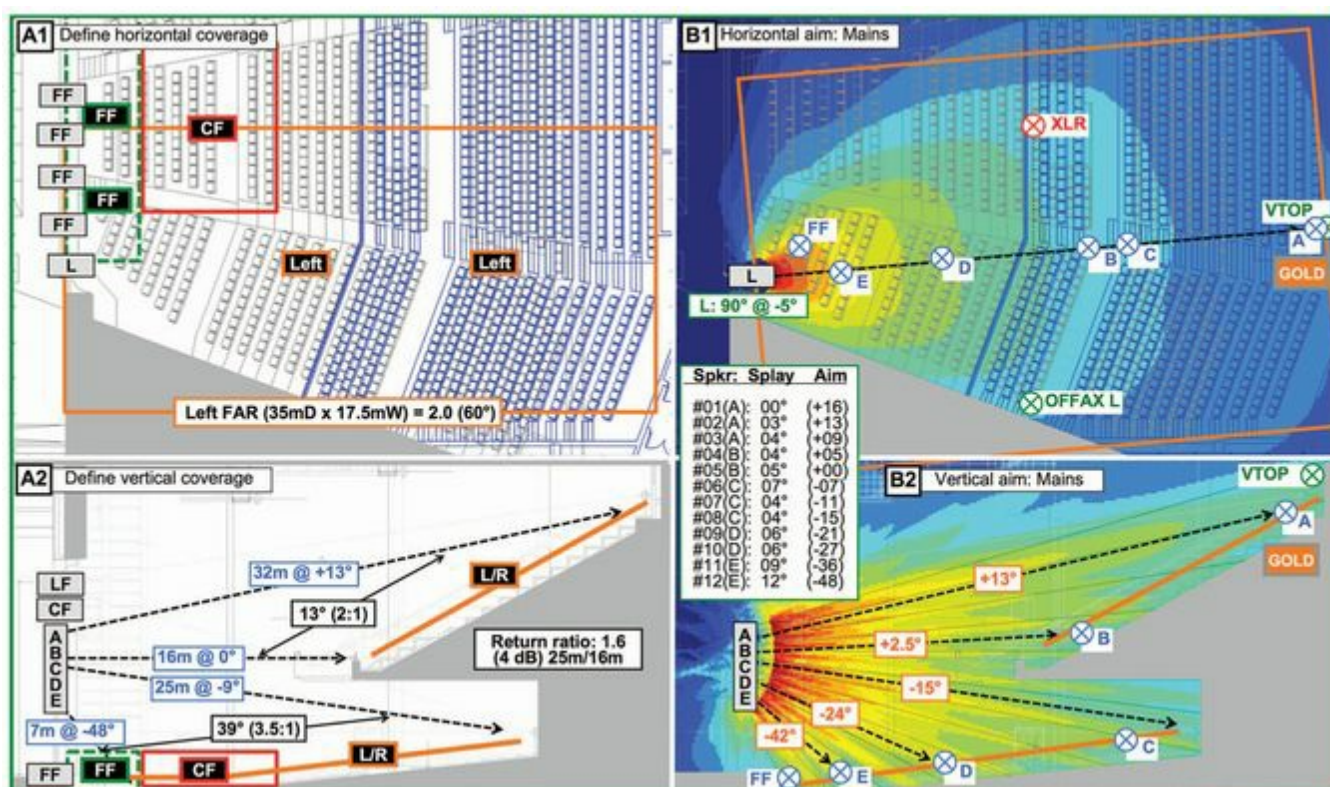 A1 Define horizontal coverage
FF
FF
FF
CF
FF
FF
FF
L
Left
Left
Left FAR (35mD x 17.5mW) = 2.0 (60°)
B1 Horizontal aim: Mains
XLR
VTOP
FF
A
B
C
D
E
L
GOLD
L: 90° @ -5°
OFFAX L
Spkr: Splay Aim
#01(A): 00° (+16)
#02(A): 03° (+13)
#03(A): 04° (+09)
#04(B): 04° (+05)
#05(B): 05° (+00)
#06(C): 07° (-07)
#07(C): 04° (-11)
#08(C): 04° (-15)
#09(D): 06° (-21)
#10(D): 06° (-27)
#11(E): 09° (-36)
#12(E): 12° (-48)
A2 Define vertical coverage
32m @ +13°
L/R
LF
CF
13° (2:1)
A
B
C
D
E
16m @ 0°
Return ratio: 1.6
(4 dB) 25m/16m
25m @ -9°
7m @ -48°
39° (3.5:1)
L/R
FF
FF
CF
B2 Vertical aim: Mains
VTOP
A
GOLD
+13°
A
B
C
D
E
+2.5°
B
-15°
-24°
-42°
C
FF
E
D